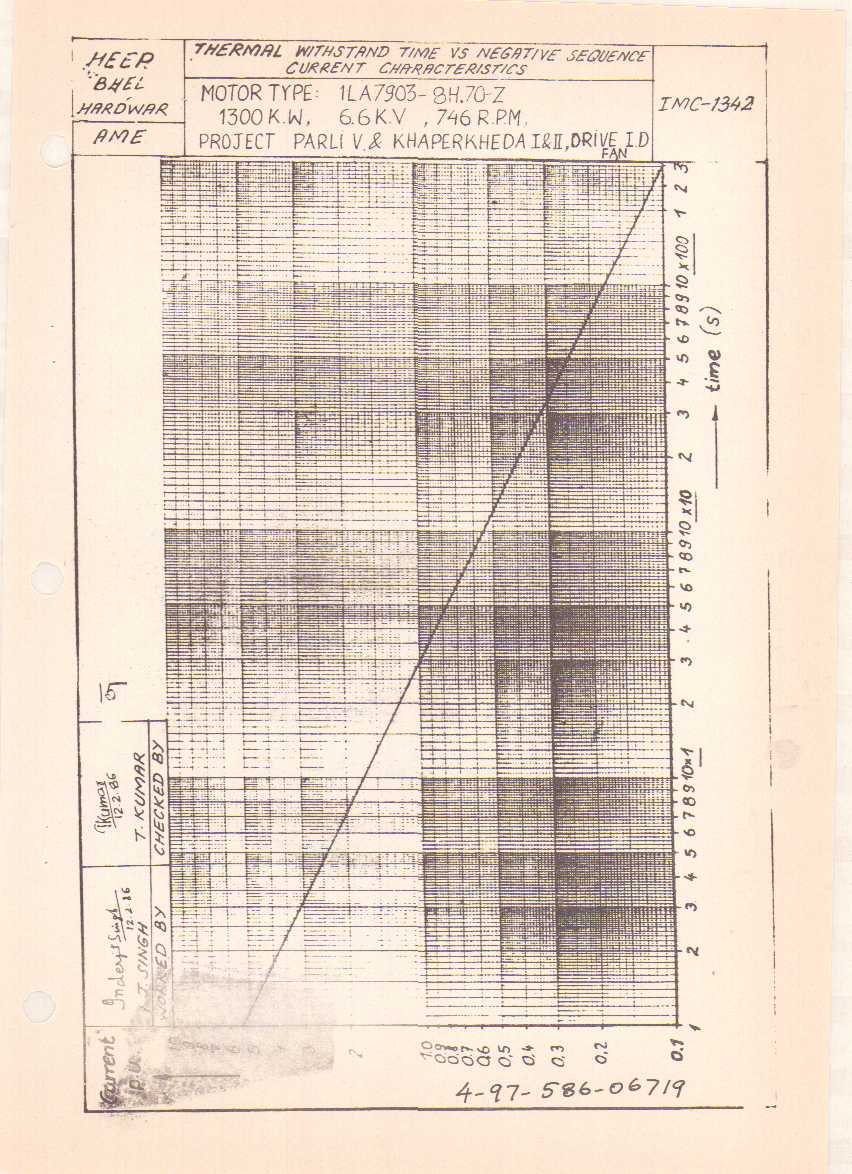 HEEP
BHEL
HARDWAR
AME
THERMAL WITHSTAND TIME VS NEGATIVE SEQUENCE
CURRENT CHARACTERISTICS
MOTOR TYPE: 1LA7903-8H.70-Z
1300 K.W, 6.6 K.V , 746 R.P.M.
PROJECT PARLI V & KHAPERKHEDA I&II, DRIVE I.D
FAN
IMC-1342
3
2
1
10 x 100
9
8
7
6
5
4
3
2
10 x 10
9
8
7
6
5
4
3
2
10x1
9
8
7
6
5
4
3
2
1
time (s)
TKumar
12.2.86
T. KUMAR
CHECKED BY
Inderjit Singh
12.2.86
I.J. SINGH
WORKED BY
Current
P.U.
6
5
2
1.0
0.9
0.8
0.7
0.6
0.5
0.4
0.3
0.2
0.1
4-97-586-06719